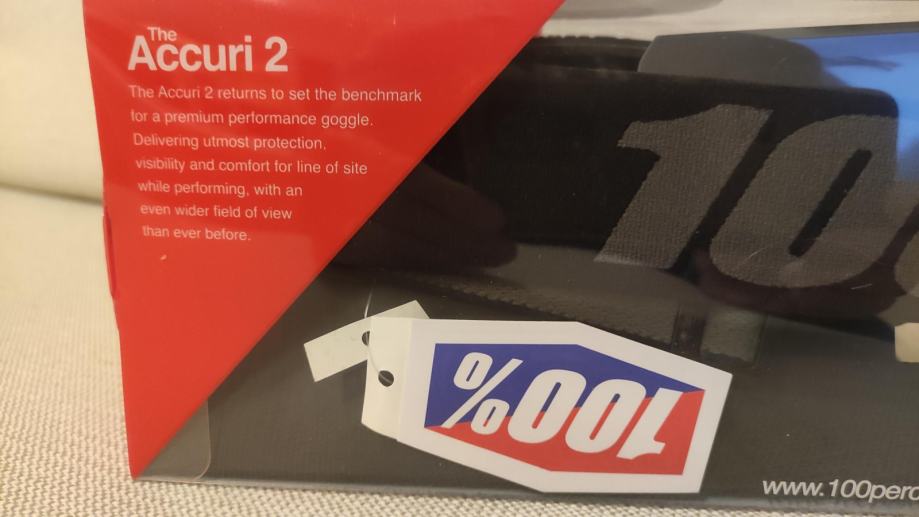 The
Accuri 2
The Accuri 2 returns to set the benchmark
for a premium performance goggle.
Delivering utmost protection,
visibility and comfort for line of site
while performing, with an
even wider field of view
than ever before.
10
100%
www.100perc